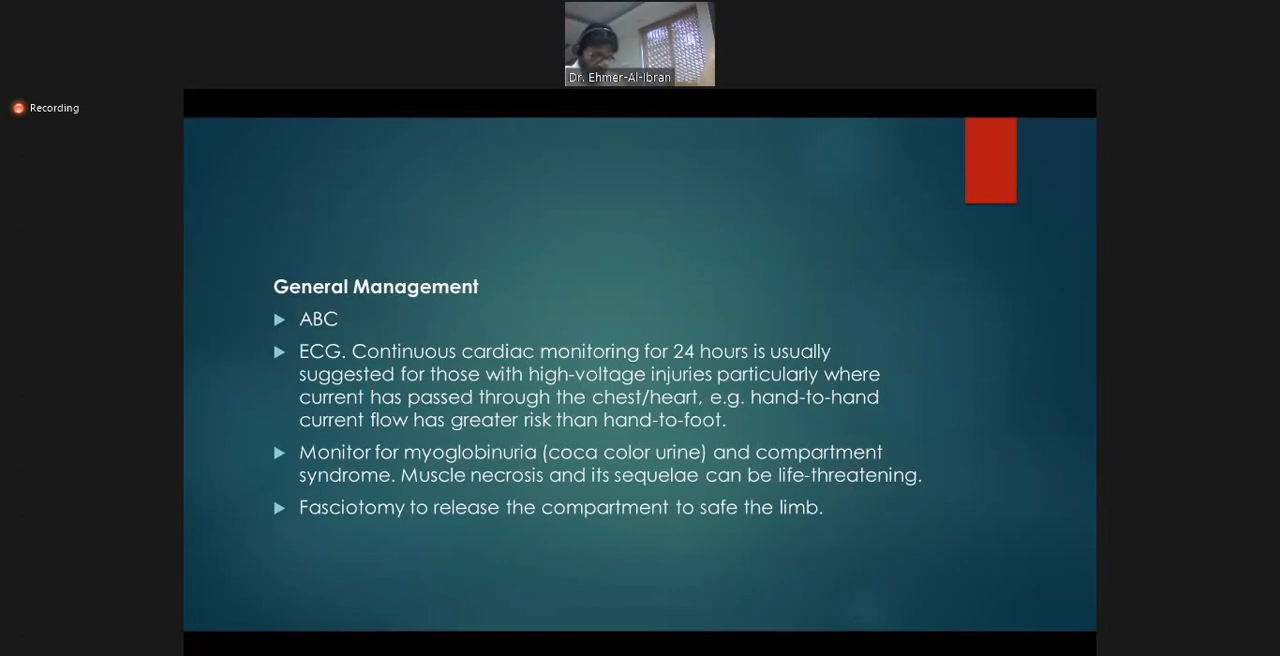 Dr. Ehmer-Al-Ibran
Recording
General Management
ABC
ECG. Continuous cardiac monitoring for 24 hours is usually
suggested for those with high-voltage injuries particularly where
current has passed through the chest/heart, e.g. hand-to-hand
current flow has greater risk than hand-to-foot.
Monitor for myoglobinuria (coca color urine) and compartment
syndrome. Muscle necrosis and its sequelae can be life-threatening.
Fasciotomy to release the compartment to safe the limb.